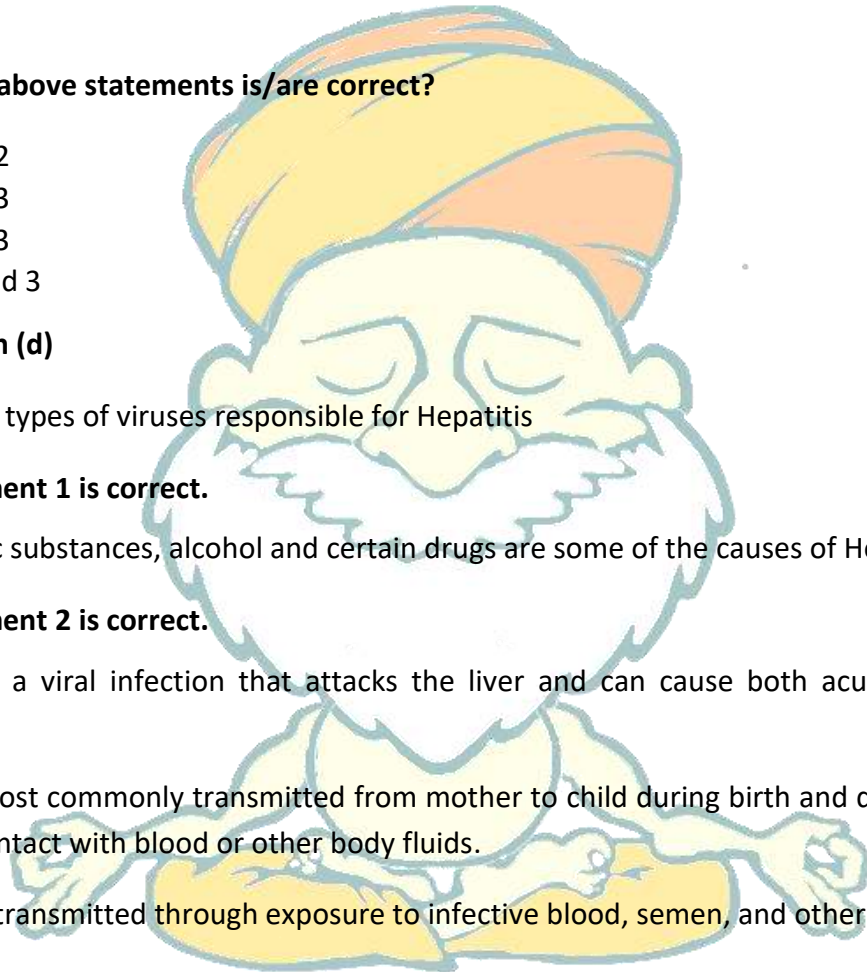 above statements is/are correct?
2
3
3
d 3
n (d)
types of viruses responsible for Hepatitis
ment 1 is correct.
c substances, alcohol and certain drugs are some of the causes of He
ment 2 is correct.
a viral infection that attacks the liver and can cause both acu
ost commonly transmitted from mother to child during birth and d
ntact with blood or other body fluids.
transmitted through exposure to infective blood, semen, and other